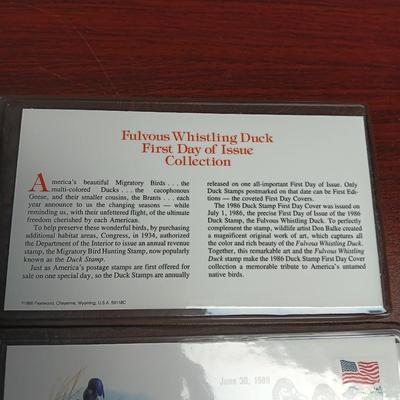 Fulvous Whistling Duck
First Day of Issue
Collection
America's beautiful Migratory Birds . . . the
multi-colored Ducks . . . the cacophonous
Geese, and their smaller cousins, the Brants . . . each
year announce to us the changing seasons — while
reminding us, with their unfettered flight, of the ultimate
freedom cherished by each American.
To help preserve these wonderful birds, by purchasing
additional habitat areas, Congress, in 1934, authorized
the Department of the Interior to issue an annual revenue
stamp, the Migratory Bird Hunting Stamp, now popularly
known as the Duck Stamp.
Just as America's postage stamps are first offered for
sale on one special day, so the Duck Stamps are annually
released on one all-important First Day of Issue. Only
Duck Stamps postmarked on that date can be First Edi-
tions — the coveted First Day Covers.
The 1986 Duck Stamp First Day Cover was issued on
July 1, 1986, the precise First Day of Issue of the 1986
Duck Stamp, the Fulvous Whistling Duck. To perfectly
complement the stamp, wildlife artist Don Balke created
a magnificent original work of art, which captures all
the color and rich beauty of the Fulvous Whistling Duck.
Together, this remarkable art and the Fulvous Whistling
Duck stamp make the 1986 Duck Stamp First Day Cover
collection a memorable tribute to America's untamed
native birds.
©1986 Fleetwood, Cheyenne, Wyoming, U.S.A. 59118C
June 30, 1989